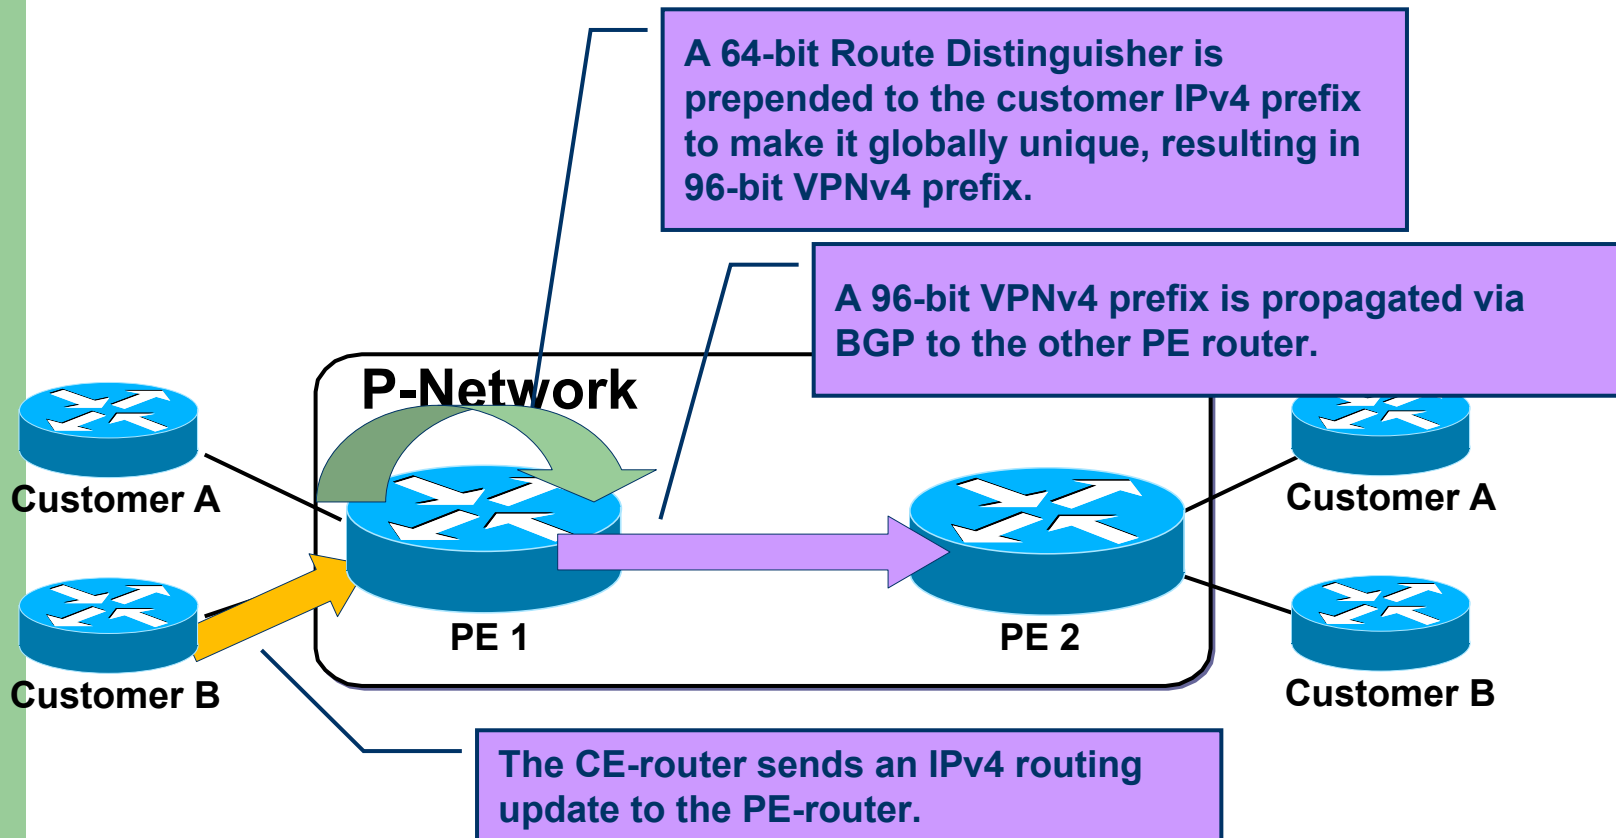 A 64-bit Route Distinguisher is
prepended to the customer IPv4 prefix
to make it globally unique, resulting in
96-bit VPNv4 prefix.
A 96-bit VPNv4 prefix is propagated via
BGP to the other PE router.
P-Network
Customer A
Customer A
PE 1
PE 2
Customer B
Customer B
The CE-router sends an IPv4 routing
update to the PE-router.